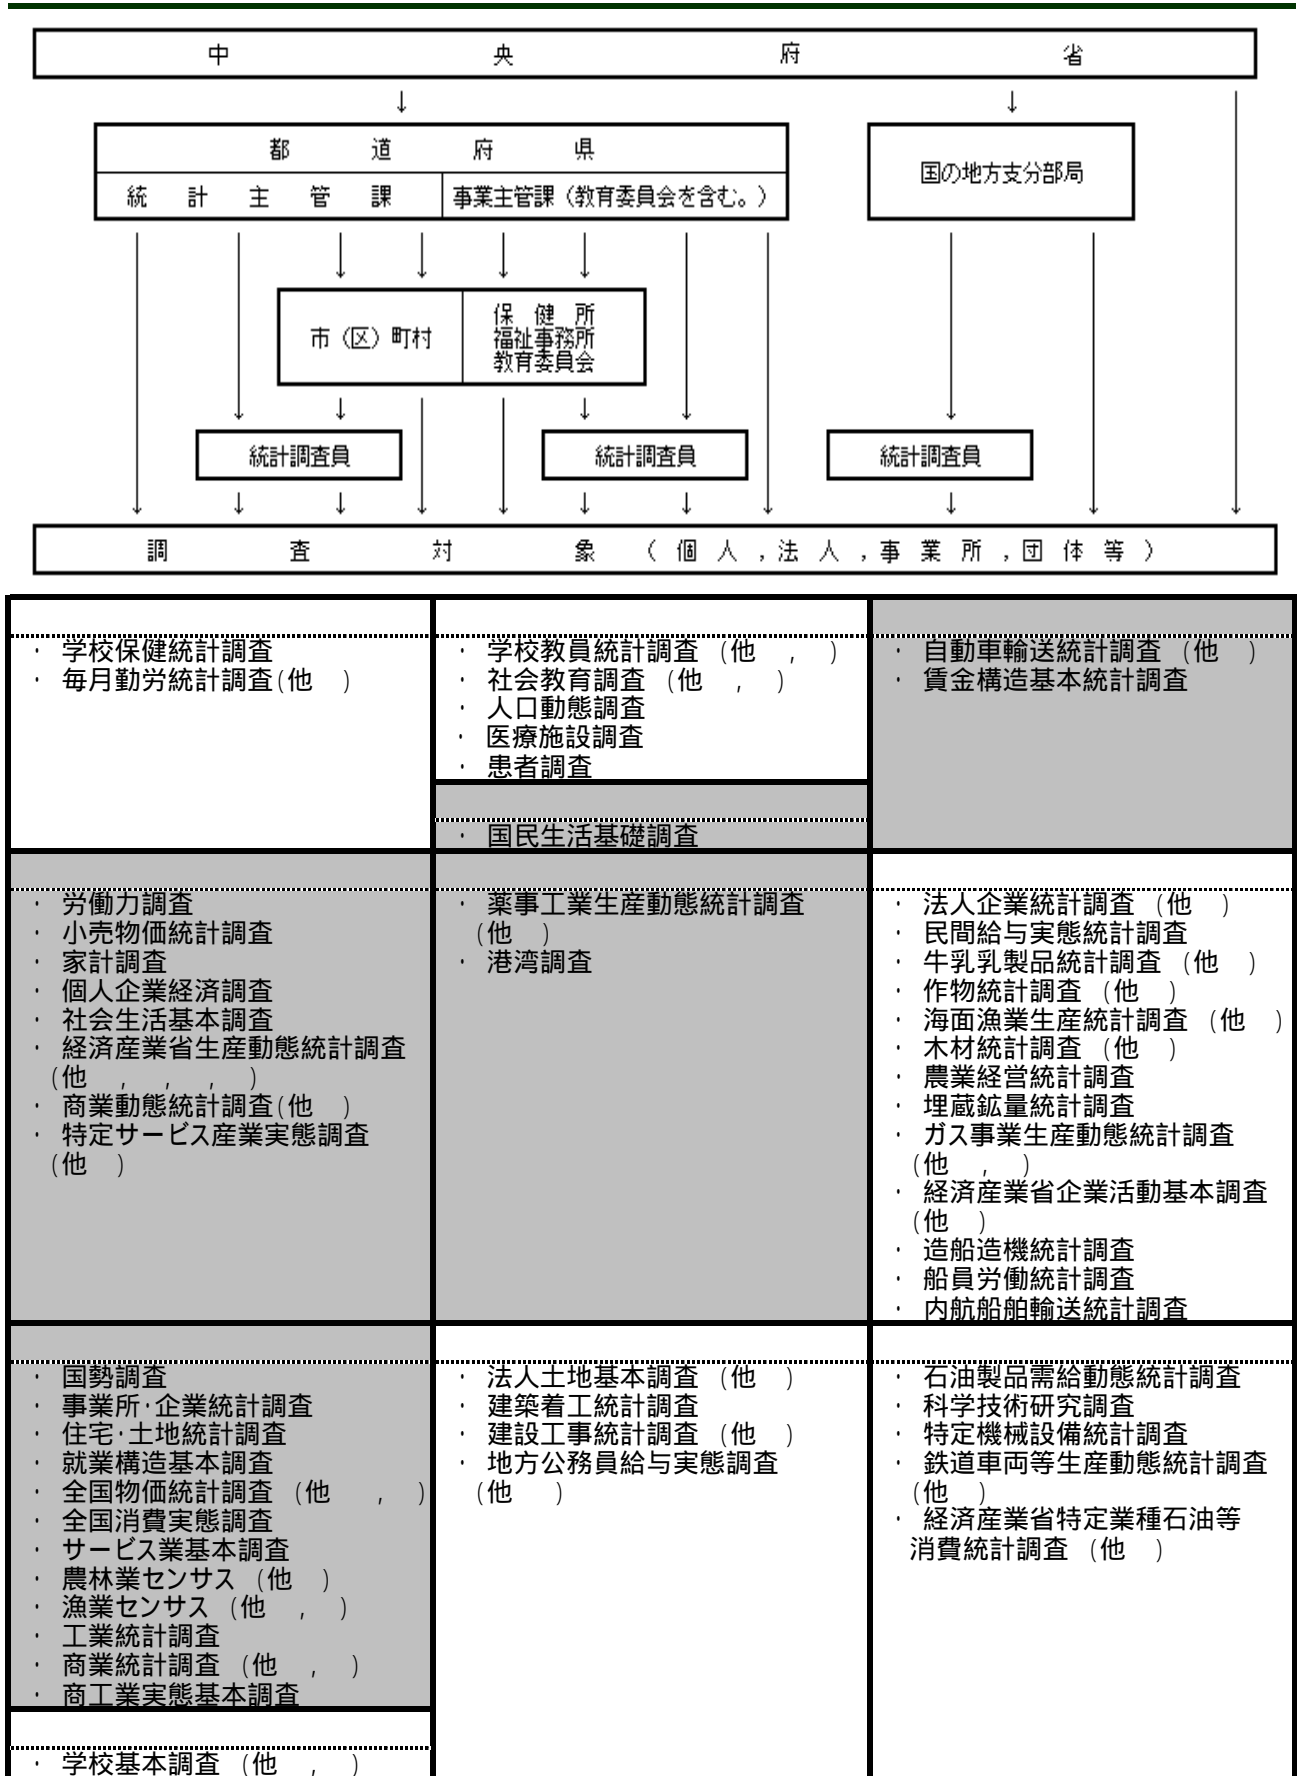 中央府省
都道府県
統計主管課
事業主管課（教育委員会を含む。）
国の地方支分部局
市（区）町村
保健所
福祉事務所
教育委員会
統計調査員
統計調査員
統計調査員
調査対象（個人,法人,事業所,団体等）
・ 学校保健統計調査
・ 毎月勤労統計調査(他　)
・ 学校教員統計調査 (他　,　)
・ 社会教育調査 (他　,　)
・ 人口動態調査
・ 医療施設調査
・ 患者調査
・ 国民生活基礎調査
・ 自動車輸送統計調査 (他　)
・ 賃金構造基本統計調査
・ 労働力調査
・ 小売物価統計調査
・ 家計調査
・ 個人企業経済調査
・ 社会生活基本調査
・ 経済産業省生産動態統計調査
(他　,　,　,　)
・ 商業動態統計調査(他　)
・ 特定サービス産業実態調査
(他　)
・ 薬事工業生産動態統計調査
(他　)
・ 港湾調査
・ 法人企業統計調査 (他　)
・ 民間給与実態統計調査
・ 牛乳乳製品統計調査 (他　)
・ 作物統計調査 (他　)
・ 海面漁業生産統計調査 (他　)
・ 木材統計調査 (他　)
・ 農業経営統計調査
・ 埋蔵鉱量統計調査
・ ガス事業生産動態統計調査
(他　,　)
・ 経済産業省企業活動基本調査
(他　)
・ 造船造機統計調査
・ 船員労働統計調査
・ 内航船舶輸送統計調査
・ 国勢調査
・ 事業所・企業統計調査
・ 住宅・土地統計調査
・ 就業構造基本調査
・ 全国物価統計調査 (他　,　)
・ 全国消費実態調査
・ サービス業基本調査
・ 農林業センサス (他　)
・ 漁業センサス (他　,　)
・ 工業統計調査
・ 商業統計調査 (他　,　)
・ 商工業実態基本調査
・ 学校基本調査 (他　,　)
・ 法人土地基本調査 (他　)
・ 建築着工統計調査
・ 建設工事統計調査 (他　)
・ 地方公務員給与実態調査
(他　)
・ 石油製品需給動態統計調査
・ 科学技術研究調査
・ 特定機械設備統計調査
・ 鉄道車両等生産動態統計調査
(他　)
・ 経済産業省特定業種石油等
消費統計調査 (他　)